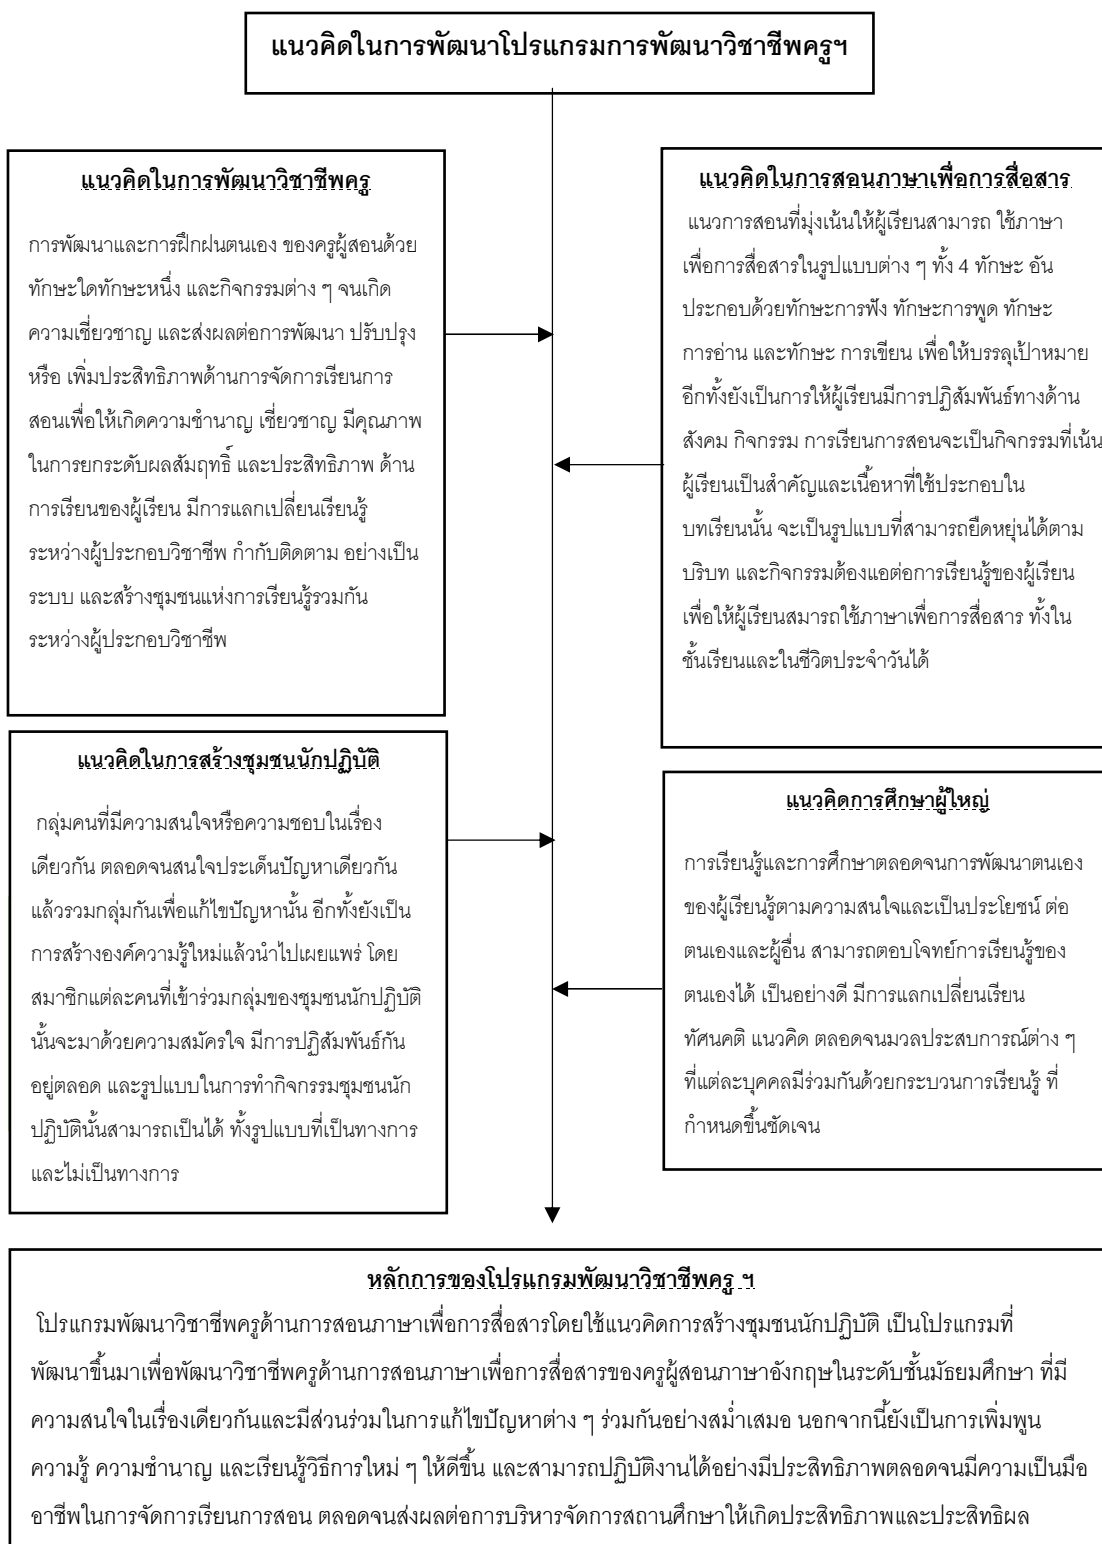 แนวคิดในการพัฒนาโปรแกรมการพัฒนาวิชาชีพครูฯ
แนวคิดในการพัฒนาวิชาชีพครู
การพัฒนาและการฝึกฝนตนเอง ของครูผู้สอนด้วย
ทักษะใดทักษะหนึ่ง และกิจกรรมต่าง ๆ จนเกิด
ความเชี่ยวชาญ และส่งผลต่อการพัฒนา ปรับปรุง
หรือ เพิ่มประสิทธิภาพด้านการจัดการเรียนการ
สอนเพื่อให้เกิดความชำนาญ เชี่ยวชาญ มีคุณภาพ
ในการยกระดับผลสัมฤทธิ์ และประสิทธิภาพ ด้าน
การเรียนของผู้เรียน มีการแลกเปลี่ยนเรียนรู้
ระหว่างผู้ประกอบวิชาชีพ กำกับติดตาม อย่างเป็น
ระบบ และสร้างชุมชนแห่งการเรียนรู้รวมกัน
ระหว่างผู้ประกอบวิชาชีพ
แนวคิดในการสอนภาษาเพื่อการสื่อสาร
แนวการสอนที่มุ่งเน้นให้ผู้เรียนสามารถ ใช้ภาษา
เพื่อการสื่อสารในรูปแบบต่าง ๆ ทั้ง 4 ทักษะ อัน
ประกอบด้วยทักษะการฟัง ทักษะการพูด ทักษะ
การอ่าน และทักษะ การเขียน เพื่อให้บรรลุเป้าหมาย
อีกทั้งยังเป็นการให้ผู้เรียนมีการปฏิสัมพันธ์ทางด้าน
สังคม กิจกรรม การเรียนการสอนจะเป็นกิจกรรมที่เน้น
ผู้เรียนเป็นสำคัญและเนื้อหาที่ใช้ประกอบใน
บทเรียนนั้น จะเป็นรูปแบบที่สามารถยืดหยุ่นได้ตาม
บริบท และกิจกรรมต้องแอต่อการเรียนรู้ของผู้เรียน
เพื่อให้ผู้เรียนสมารถใช้ภาษาเพื่อการสื่อสาร ทั้งใน
ชั้นเรียนและในชีวิตประจำวันได้
แนวคิดในการสร้างชุมชนนักปฏิบัติ
กลุ่มคนที่มีความสนใจหรือความชอบในเรื่อง
เดียวกัน ตลอดจนสนใจประเด็นปัญหาเดียวกัน
แล้วรวมกลุ่มกันเพื่อแก้ไขปัญหานั้น อีกทั้งยังเป็น
การสร้างองค์ความรู้ใหม่แล้วนำไปเผยแพร่ โดย
สมาชิกแต่ละคนที่เข้าร่วมกลุ่มของชุมชนนักปฏิบัติ
นั้นจะมาด้วยความสมัครใจ มีการปฏิสัมพันธ์กัน
อยู่ตลอด และรูปแบบในการทำกิจกรรมชุมชนนัก
ปฏิบัตินั้นสามารถเป็นได้ ทั้งรูปแบบที่เป็นทางการ
และไม่เป็นทางการ
แนวคิดการศึกษาผู้ใหญ่
การเรียนรู้และการศึกษาตลอดจนการพัฒนาตนเอง
ของผู้เรียนรู้ตามความสนใจและเป็นประโยชน์ ต่อ
ตนเองและผู้อื่น สามารถตอบโจทย์การเรียนรู้ของ
ตนเองได้ เป็นอย่างดี มีการแลกเปลี่ยนเรียน
ทัศนคติ แนวคิด ตลอดจนมวลประสบการณ์ต่าง ๆ
ที่แต่ละบุคคลมีร่วมกันด้วยกระบวนการเรียนรู้ ที่
กำหนดขึ้นชัดเจน
หลักการของโปรแกรมพัฒนาวิชาชีพครู ฯ
โปรแกรมพัฒนาวิชาชีพครูด้านการสอนภาษาเพื่อการสื่อสารโดยใช้แนวคิดการสร้างชุมชนนักปฏิบัติ เป็นโปรแกรมที่
พัฒนาขึ้นมาเพื่อพัฒนาวิชาชีพครูด้านการสอนภาษาเพื่อการสื่อสารของครูผู้สอนภาษาอังกฤษในระดับชั้นมัธยมศึกษา ที่มี
ความสนใจในเรื่องเดียวกันและมีส่วนร่วมในการแก้ไขปัญหาต่าง ๆ ร่วมกันอย่างสม่ำเสมอ นอกจากนี้ยังเป็นการเพิ่มพูน
ความรู้ ความชำนาญ และเรียนรู้วิธีการใหม่ ๆ ให้ดีขึ้น และสามารถปฏิบัติงานได้อย่างมีประสิทธิภาพตลอดจนมีความเป็นมือ
อาชีพในการจัดการเรียนการสอน ตลอดจนส่งผลต่อการบริหารจัดการสถานศึกษาให้เกิดประสิทธิภาพและประสิทธิผล